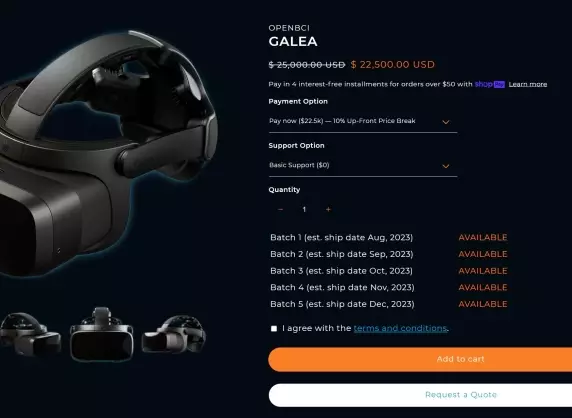 OPENBCI
GALEA
$ 25,000.00 USD $ 22,500.00 USD
Pay in 4 interest-free installments for orders over $50 with shop Pay Learn more
Payment Option
Pay now ($22.5k) — 10% Up-Front Price Break
Support Option
Basic Support ($0)
Quantity
− 1 +
Batch 1 (est. ship date Aug, 2023) AVAILABLE
Batch 2 (est. ship date Sep, 2023) AVAILABLE
Batch 3 (est. ship date Oct, 2023) AVAILABLE
Batch 4 (est. ship date Nov, 2023) AVAILABLE
Batch 5 (est. ship date Dec, 2023) AVAILABLE
I agree with the terms and conditions.
Add to cart
Request a Quote